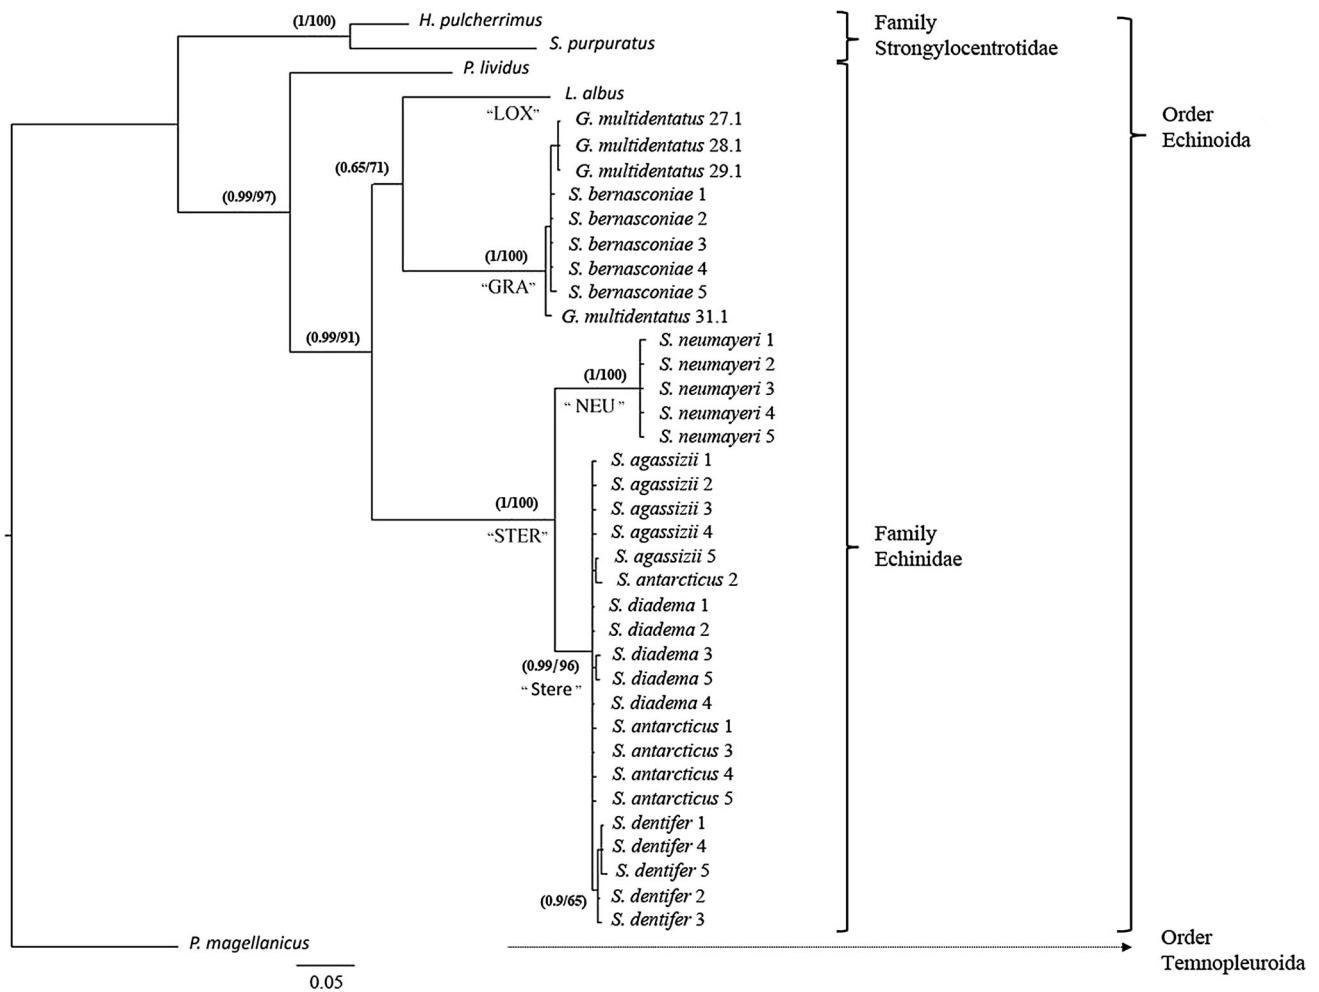 (1/100)
H. pulcherrimus
S. purpuratus
Family
Strongylocentrotidae
P. lividus
L. albus
"LOX"
G. multidentatus 27.1
G. multidentatus 28.1
G. multidentatus 29.1
Order
Echinoida
(0.65/71)
(0.99/97)
S. bernasconiae 1
S. bernasconiae 2
S. bernasconiae 3
S. bernasconiae 4
S. bernasconiae 5
(1/100)
"GRA"
G. multidentatus 31.1
(0.99/91)
S. neumayeri 1
S. neumayeri 2
S. neumayeri 3
S. neumayeri 4
S. neumayeri 5
(1/100)
" NEU "
S. agassizii 1
S. agassizii 2
S. agassizii 3
S. agassizii 4
S. agassizii 5
(1/100)
"STER"
Family
Echinidae
S. antarcticus 2
S. diadema 1
S. diadema 2
S. diadema 3
S. diadema 5
S. diadema 4
(0.99/96)
" Stere "
S. antarcticus 1
S. antarcticus 3
S. antarcticus 4
S. antarcticus 5
S. dentifer 1
S. dentifer 4
S. dentifer 5
S. dentifer 2
S. dentifer 3
(0.9/65)
P. magellanicus
Order
Temnopleuroida
0.05